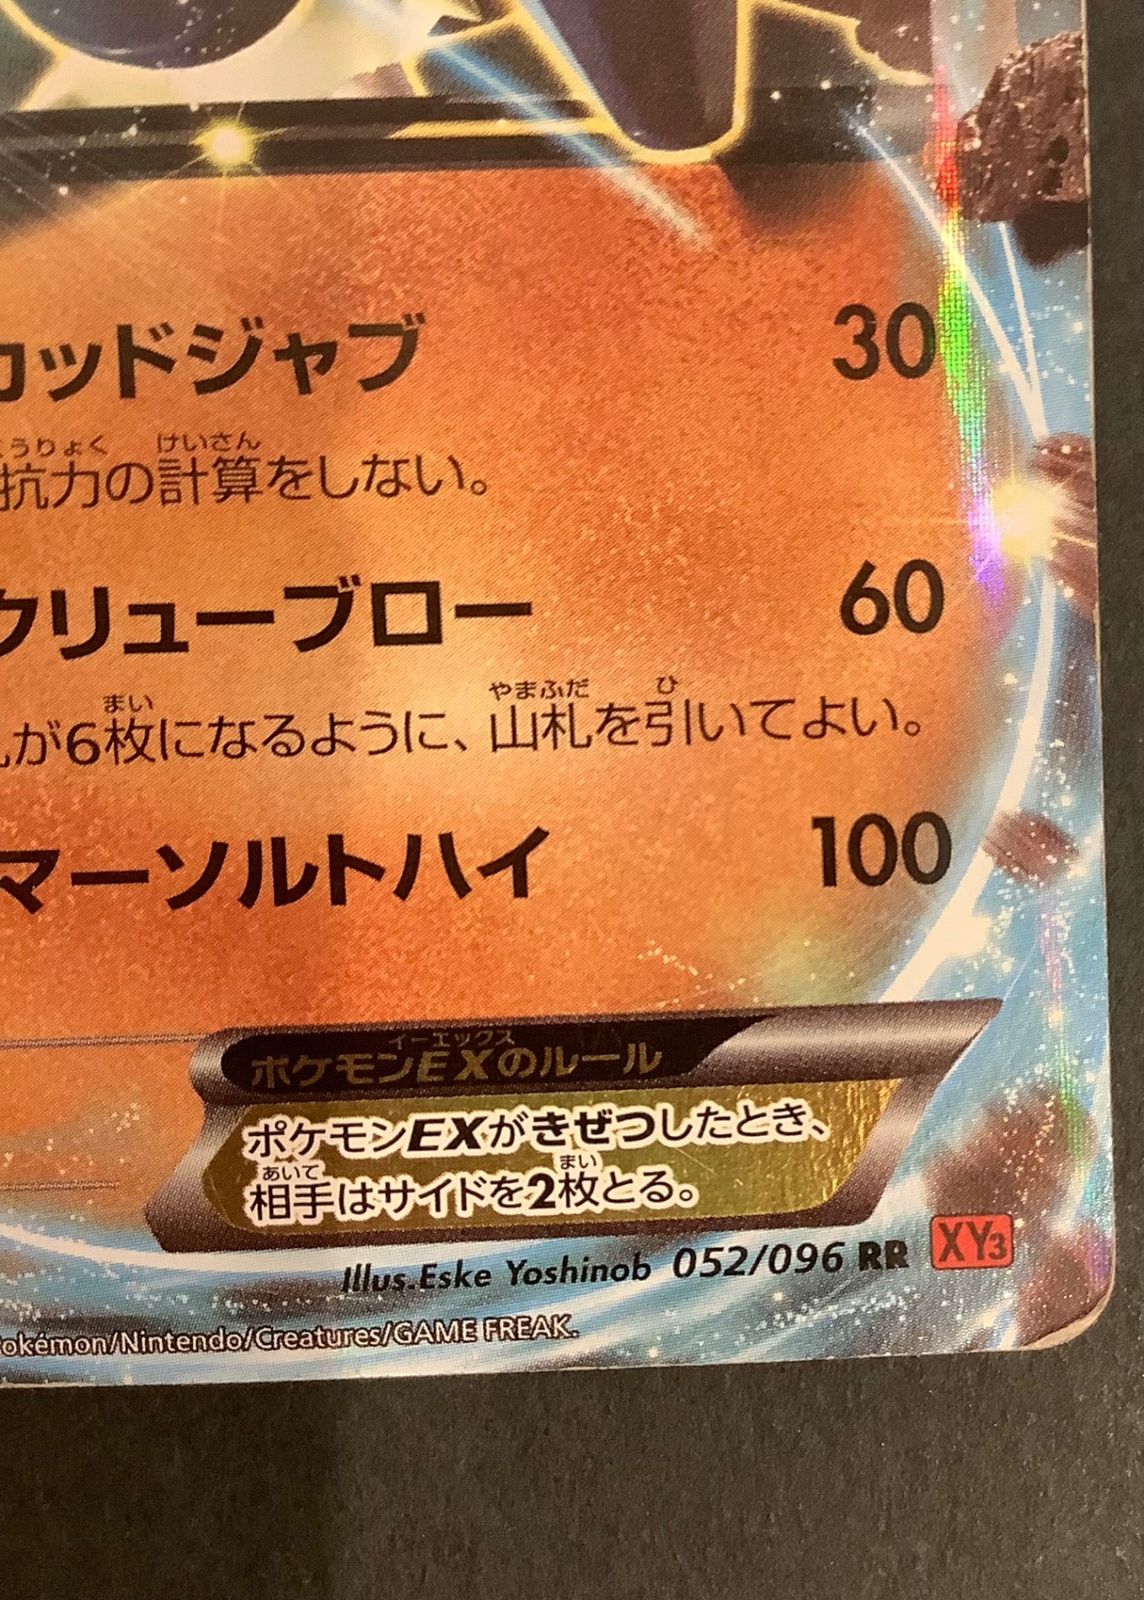 カッドジャブ 30
こうりょく けいさん
抗力の計算をしない。
クリューブロー 60
まい やまふだ ひ
札が6枚になるように、山札を引いてよい。
マーソルトハイ 100
イーエックス
ポケモンEXのルール
ポケモンEXがきぜつしたとき、
あいて まい
相手はサイドを2枚とる。
Illus.Eske Yoshinob 052/096 RR XY3
Pokémon/Nintendo/Creatures/GAME FREAK.